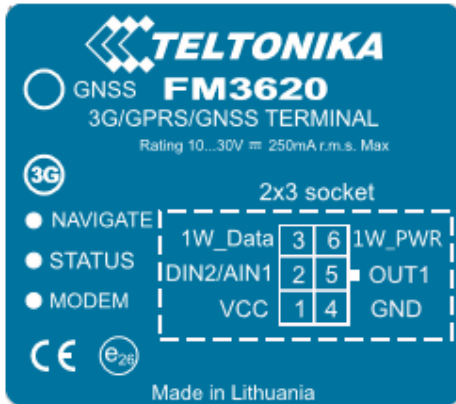 TELTONIKA
GNSS FM3620
3G/GPRS/GNSS TERMINAL
Rating 10...30V ⎓ 250mA r.m.s. Max
3G
2x3 socket
NAVIGATE
STATUS
MODEM
1W_Data 3 6 1W_PWR
DIN2/AIN1 2 5 OUT1
VCC 1 4 GND
CE e26
Made in Lithuania